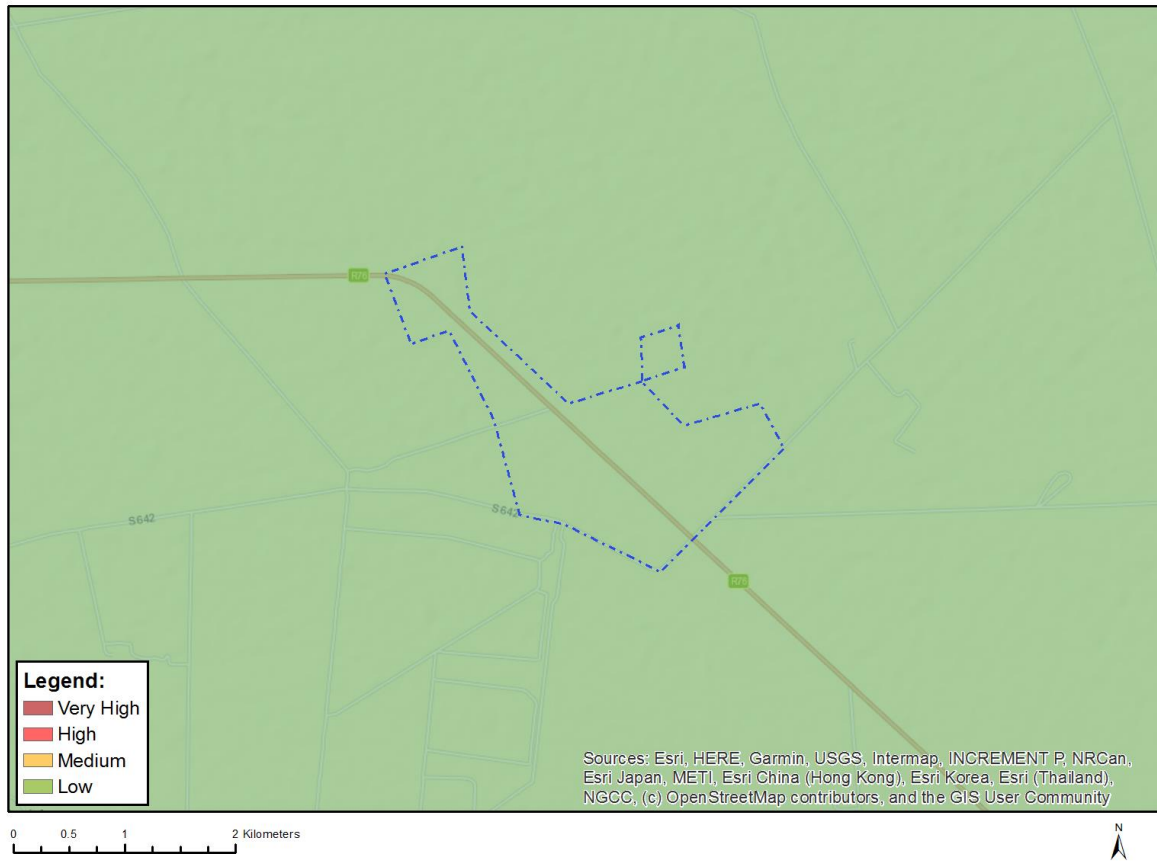 R76
S642
S642
R76
Legend:
Very High
High
Medium
Low
Sources: Esri, HERE, Garmin, USGS, Intermap, INCREMENT P, NRCan,
Esri Japan, METI, Esri China (Hong Kong), Esri Korea, Esri (Thailand),
NGCC, (c) OpenStreetMap contributors, and the GIS User Community
0 0.5 1 2 Kilometers
N